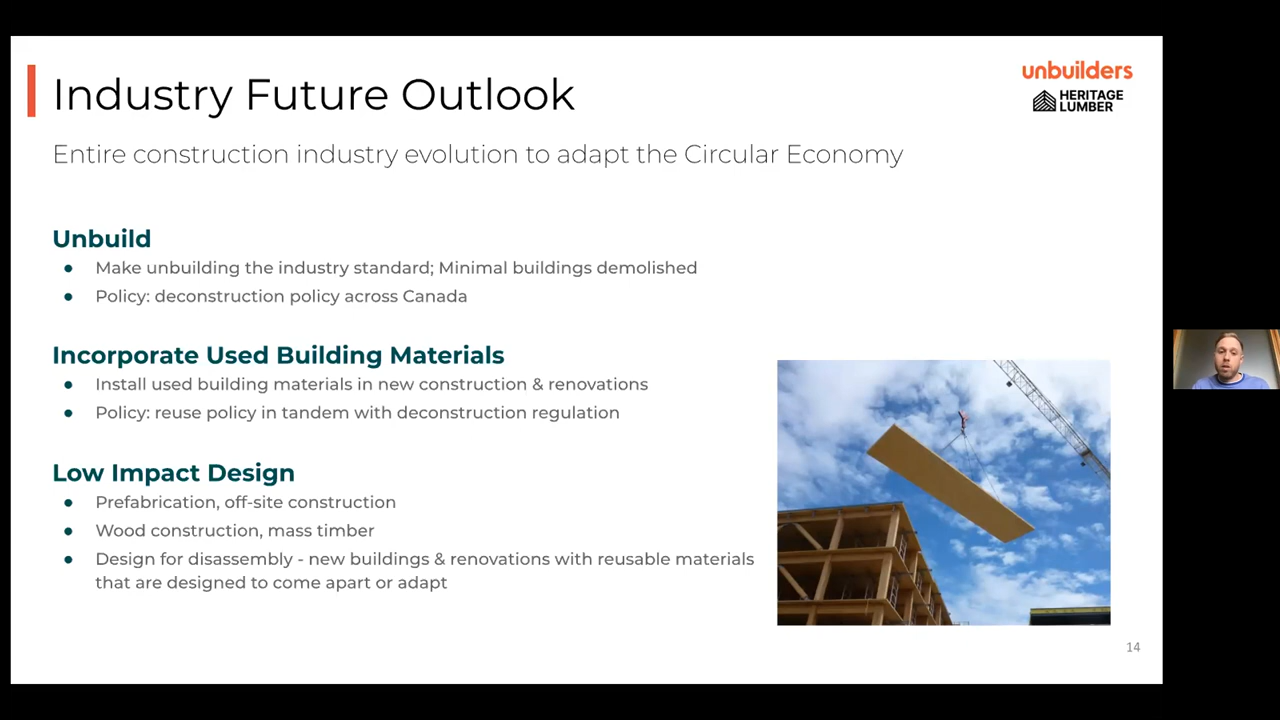 Industry Future Outlook
unbuilders
HERITAGE
LUMBER
Entire construction industry evolution to adapt the Circular Economy
Unbuild
● Make unbuilding the industry standard; Minimal buildings demolished
● Policy: deconstruction policy across Canada
Incorporate Used Building Materials
● Install used building materials in new construction & renovations
● Policy: reuse policy in tandem with deconstruction regulation
Low Impact Design
● Prefabrication, off-site construction
● Wood construction, mass timber
● Design for disassembly - new buildings & renovations with reusable materials
that are designed to come apart or adapt
14